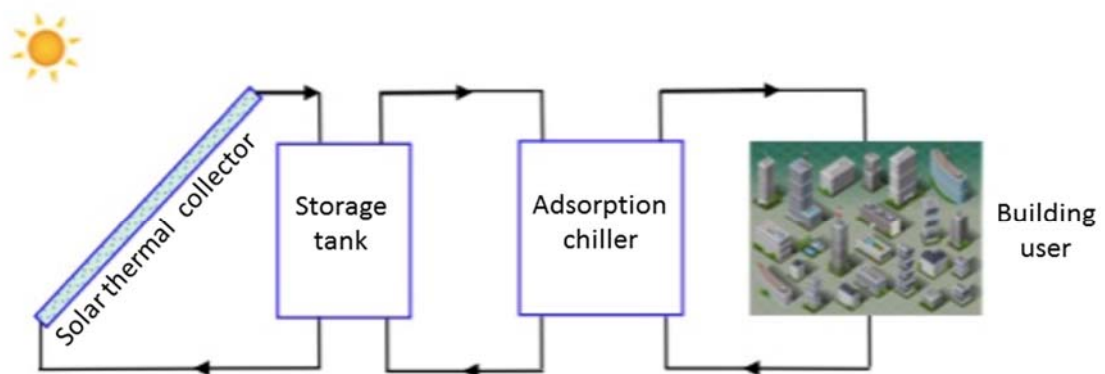 Solar thermal collector
Storage
tank
Adsorption
chiller
Building
user